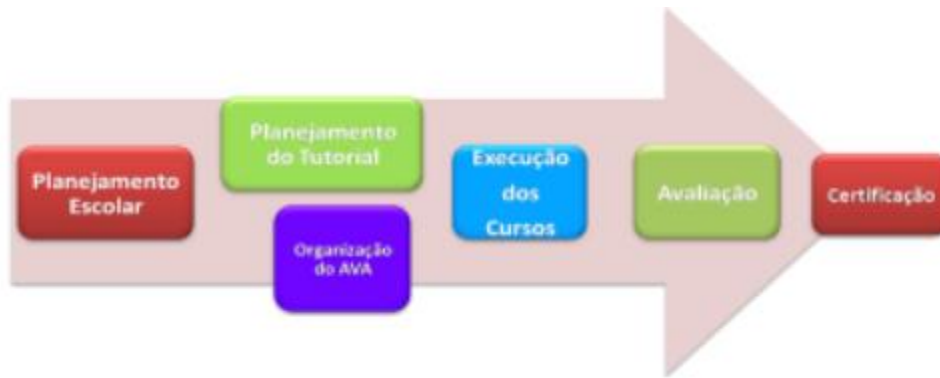 Planejamento
Escolar
Planejamento
do Tutorial
Organização
do AVA
Execução
dos
Cursos
Avaliação
Certificação